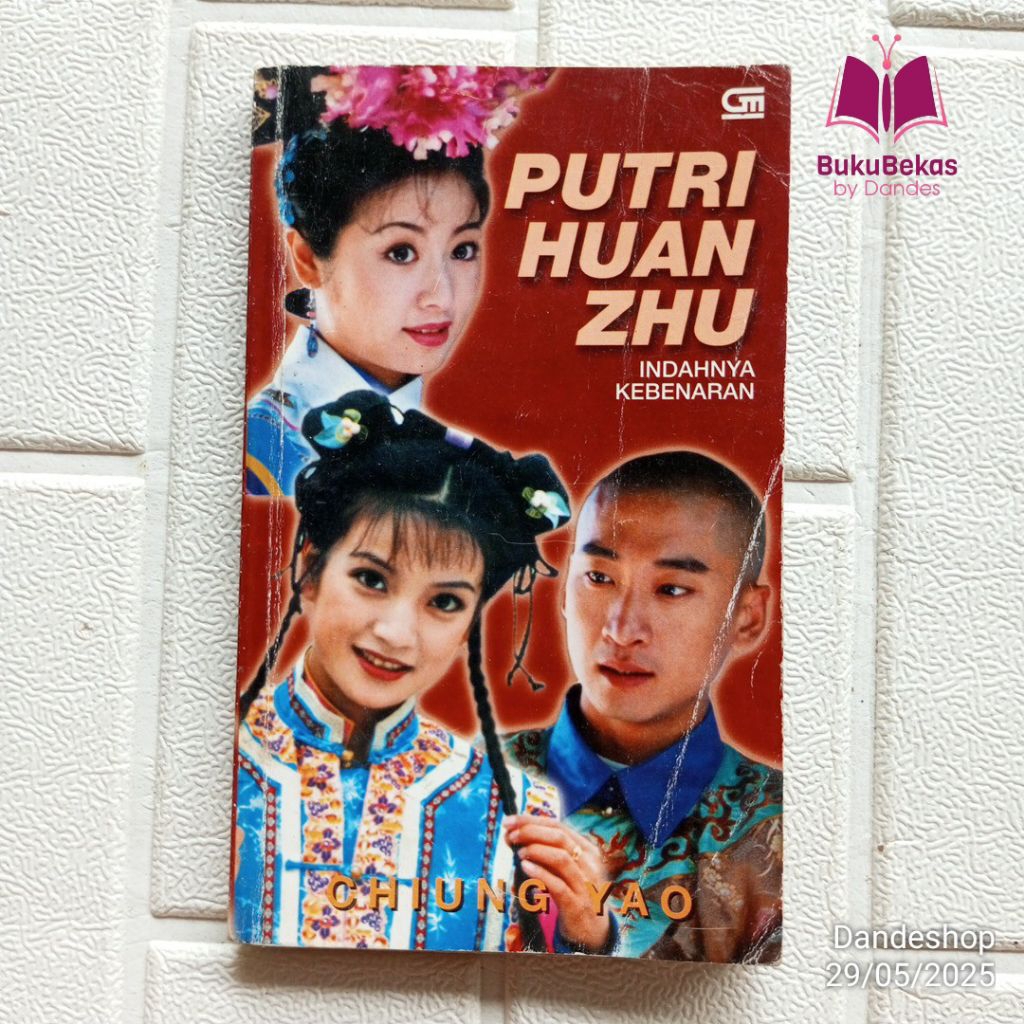 GM
BukuBekas
by Dandes
PUTRI
HUAN
ZHU
INDAHNYA
KEBENARAN
CHIUNG YAO
Dandeshop
29/05/2025